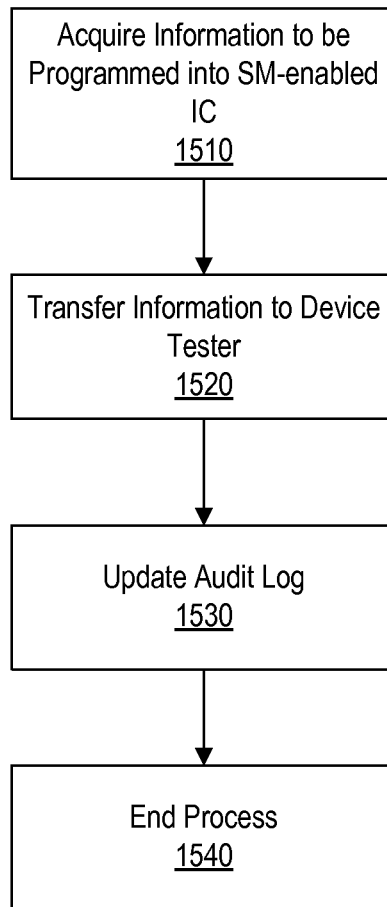 Acquire Information to be
Programmed into SM-enabled
IC
1510
Transfer Information to Device
Tester
1520
Update Audit Log
1530
End Process
1540